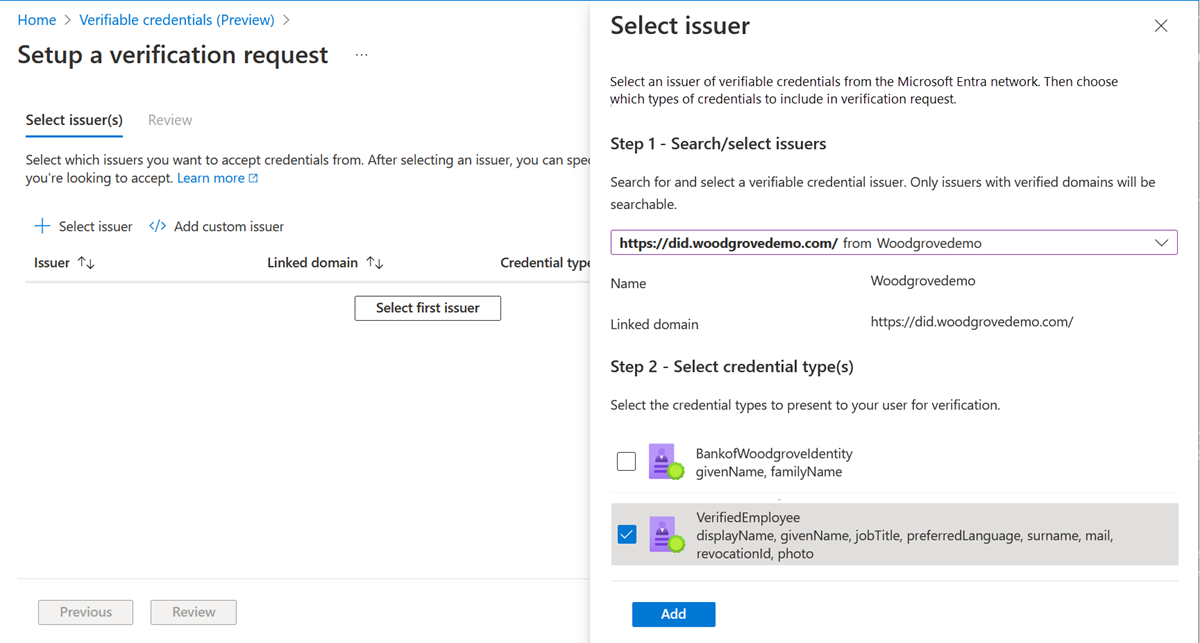 Home > Verifiable credentials (Preview) >
Setup a verification request ...
Select issuer(s) Review
Select which issuers you want to accept credentials from. After selecting an issuer, you can spe
you're looking to accept. Learn more
+ Select issuer </> Add custom issuer
Issuer ↑↓ Linked domain ↑↓ Credential type
Select first issuer
Previous Review
Select issuer
Select an issuer of verifiable credentials from the Microsoft Entra network. Then choose
which types of credentials to include in verification request.
Step 1 - Search/select issuers
Search for and select a verifiable credential issuer. Only issuers with verified domains will be
searchable.
https://did.woodgrovedemo.com/ from Woodgrovedemo
Name Woodgrovedemo
Linked domain https://did.woodgrovedemo.com/
Step 2 - Select credential type(s)
Select the credential types to present to your user for verification.
BankofWoodgroveIdentity
givenName, familyName
VerifiedEmployee
displayName, givenName, jobTitle, preferredLanguage, surname, mail,
revocationId, photo
Add